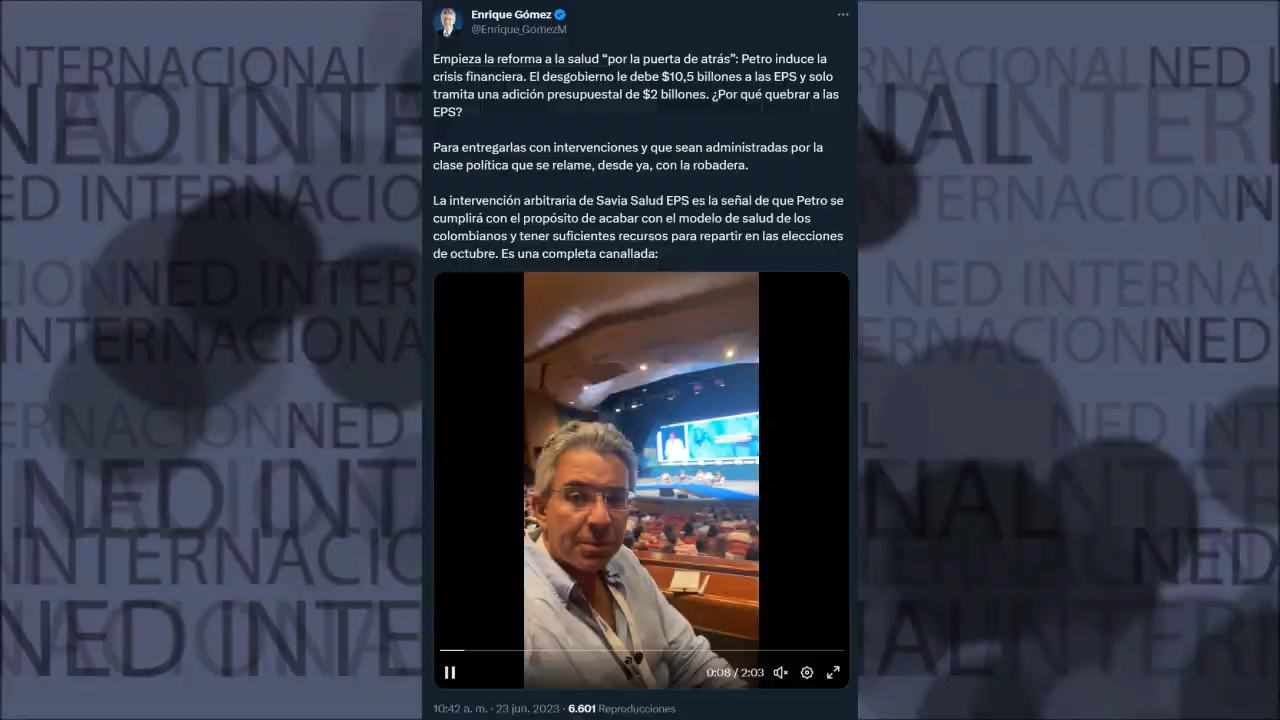 Enrique Gómez
@Enrique_GomezM
Empieza la reforma a la salud “por la puerta de atrás”: Petro induce la
crisis financiera. El desgobierno le debe $10,5 billones a las EPS y solo
tramita una adición presupuestal de $2 billones. ¿Por qué quebrar a las
EPS?
Para entregarlas con intervenciones y que sean administradas por la
clase política que se relame, desde ya, con la robadera.
La intervención arbitraria de Savia Salud EPS es la señal de que Petro se
cumplirá con el propósito de acabar con el modelo de salud de los
colombianos y tener suficientes recursos para repartir en las elecciones
de octubre. Es una completa canallada:
0:08 / 2:03
10:42 a. m. · 23 jun. 2023 · 6.601 Reproducciones
NED INTERNACIONAL